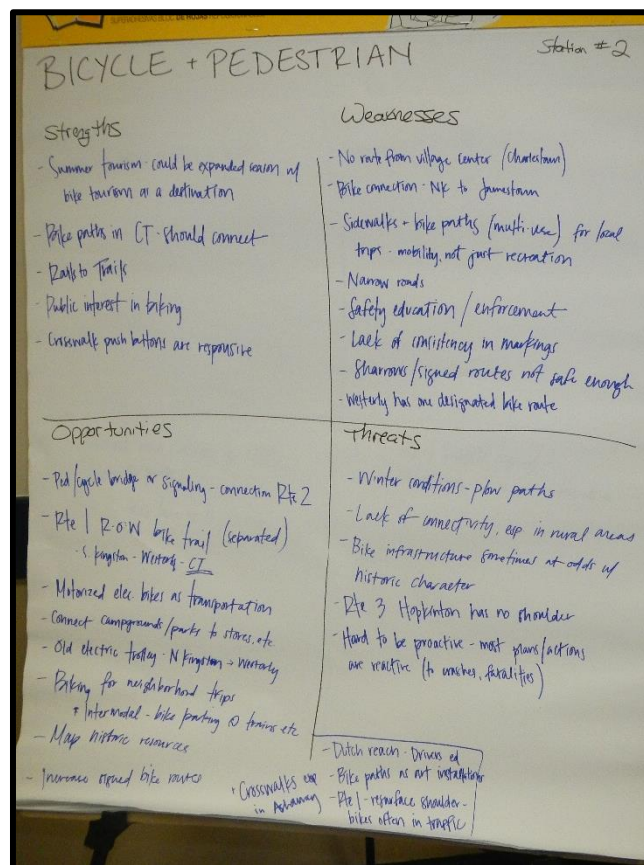 BICYCLE + PEDESTRIAN
Station #2
Strengths
- Summer tourism - could be expanded season w/
bike tourism as a destination
- Bike paths in CT - should connect
- Rails to Trails
- Public interest in biking
- Crosswalk push buttons are responsive
Weaknesses
- No route from village center (Charlestown)
- Bike connection - NK to Jamestown
- Sidewalks + bike paths (multi-use) for local
trips - mobility, not just recreation
- Narrow roads
- Safety education / enforcement
- Lack of consistency in markings
- Sharrows/signed routes not safe enough
- Westerly has one designated bike route
Opportunities
- Ped/cycle bridge or signaling - connection Rte 2
- Rte 1 R.O.W bike trail (separated)
- S. Kingston - Westerly - CT
- Motorized elec. bikes as transportation
- Connect campgrounds/parks to stores, etc
- Old electric trolley - N Kingston → Westerly
- Biking for neighborhood trips
+ Intermodal - bike parking @ trains etc
- Map historic resources
- Increase signed bike routes
+ Crosswalks esp
in Ashaway
Threats
- Winter conditions - plow paths
- Lack of connectivity, esp in rural areas
- Bike infrastructure sometimes at odds w/
historic character
- Rte 3 Hopkinton has no shoulder
- Hard to be proactive - most plans/actions
are reactive (to crashes, fatalities)
- Dutch reach - Drivers ed
- Bike paths as art installations
- Rte 1 - resurface shoulder -
bikes often in traffic